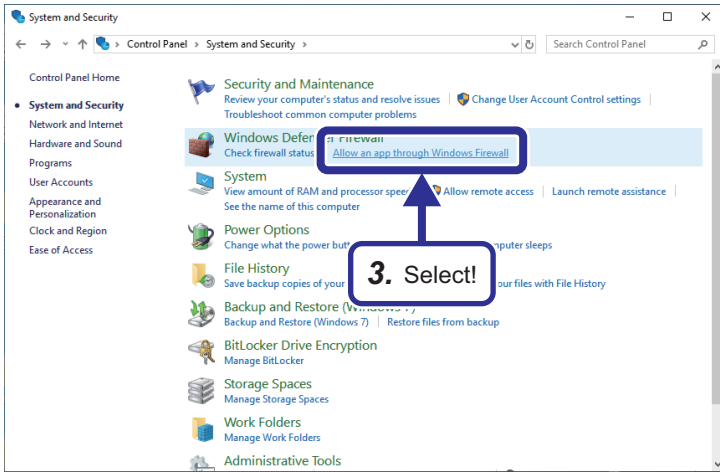 System and Security
Control Panel > System and Security >
Search Control Panel
Control Panel Home
System and Security
Network and Internet
Hardware and Sound
Programs
User Accounts
Appearance and
Personalization
Clock and Region
Ease of Access
Security and Maintenance
Review your computer's status and resolve issues | Change User Account Control settings |
Troubleshoot common computer problems
Windows Defender Firewall
Check firewall status Allow an app through Windows Firewall
System
View amount of RAM and processor speed Allow remote access | Launch remote assistance |
See the name of this computer
Power Options
Change what the power computer sleeps
3. Select!
File History
Save backup copies of your your files with File History
Backup and Restore (Windows 7)
Backup and Restore (Windows 7) | Restore files from backup
BitLocker Drive Encryption
Manage BitLocker
Storage Spaces
Manage Storage Spaces
Work Folders
Manage Work Folders
Administrative Tools